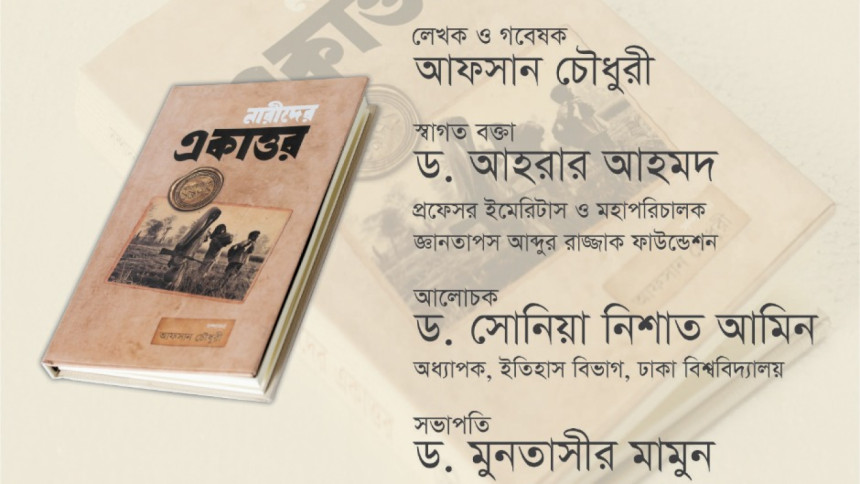 নারীদের
একাত্তর
আফসান চৌধুরী
লেখক ও গবেষক
আফসান চৌধুরী
স্বাগত বক্তা
ড. আহরার আহমদ
প্রফেসর ইমেরিটাস ও মহাপরিচালক
জ্ঞানতাপস আব্দুর রাজ্জাক ফাউন্ডেশন
আলোচক
ড. সোনিয়া নিশাত আমিন
অধ্যাপক, ইতিহাস বিভাগ, ঢাকা বিশ্ববিদ্যালয়
সভাপতি
ড. মুনতাসীর মামুন